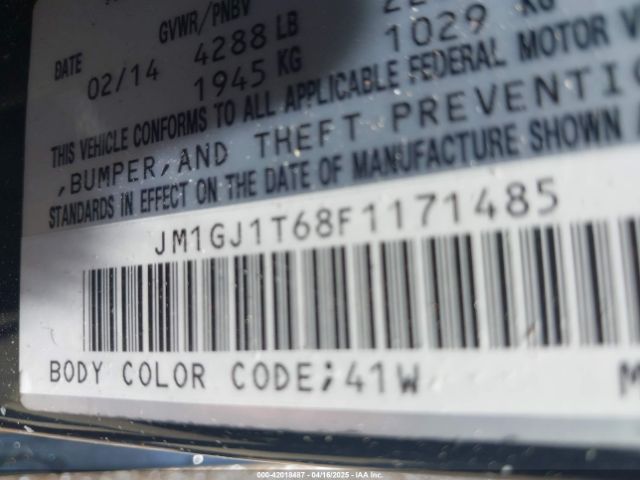 GVWR/PNBV
DATE 02/14 4288 LB
1945 KG 1029 KG
THIS VEHICLE CONFORMS TO ALL APPLICABLE FEDERAL MOTOR V
,BUMPER,AND THEFT PREVENTIO
STANDARDS IN EFFECT ON THE DATE OF MANUFACTURE SHOWN
JM1GJ1T68F1171485
BODY COLOR CODE;41W M
000-42018487 - 04/16/2025 - IAA Inc.